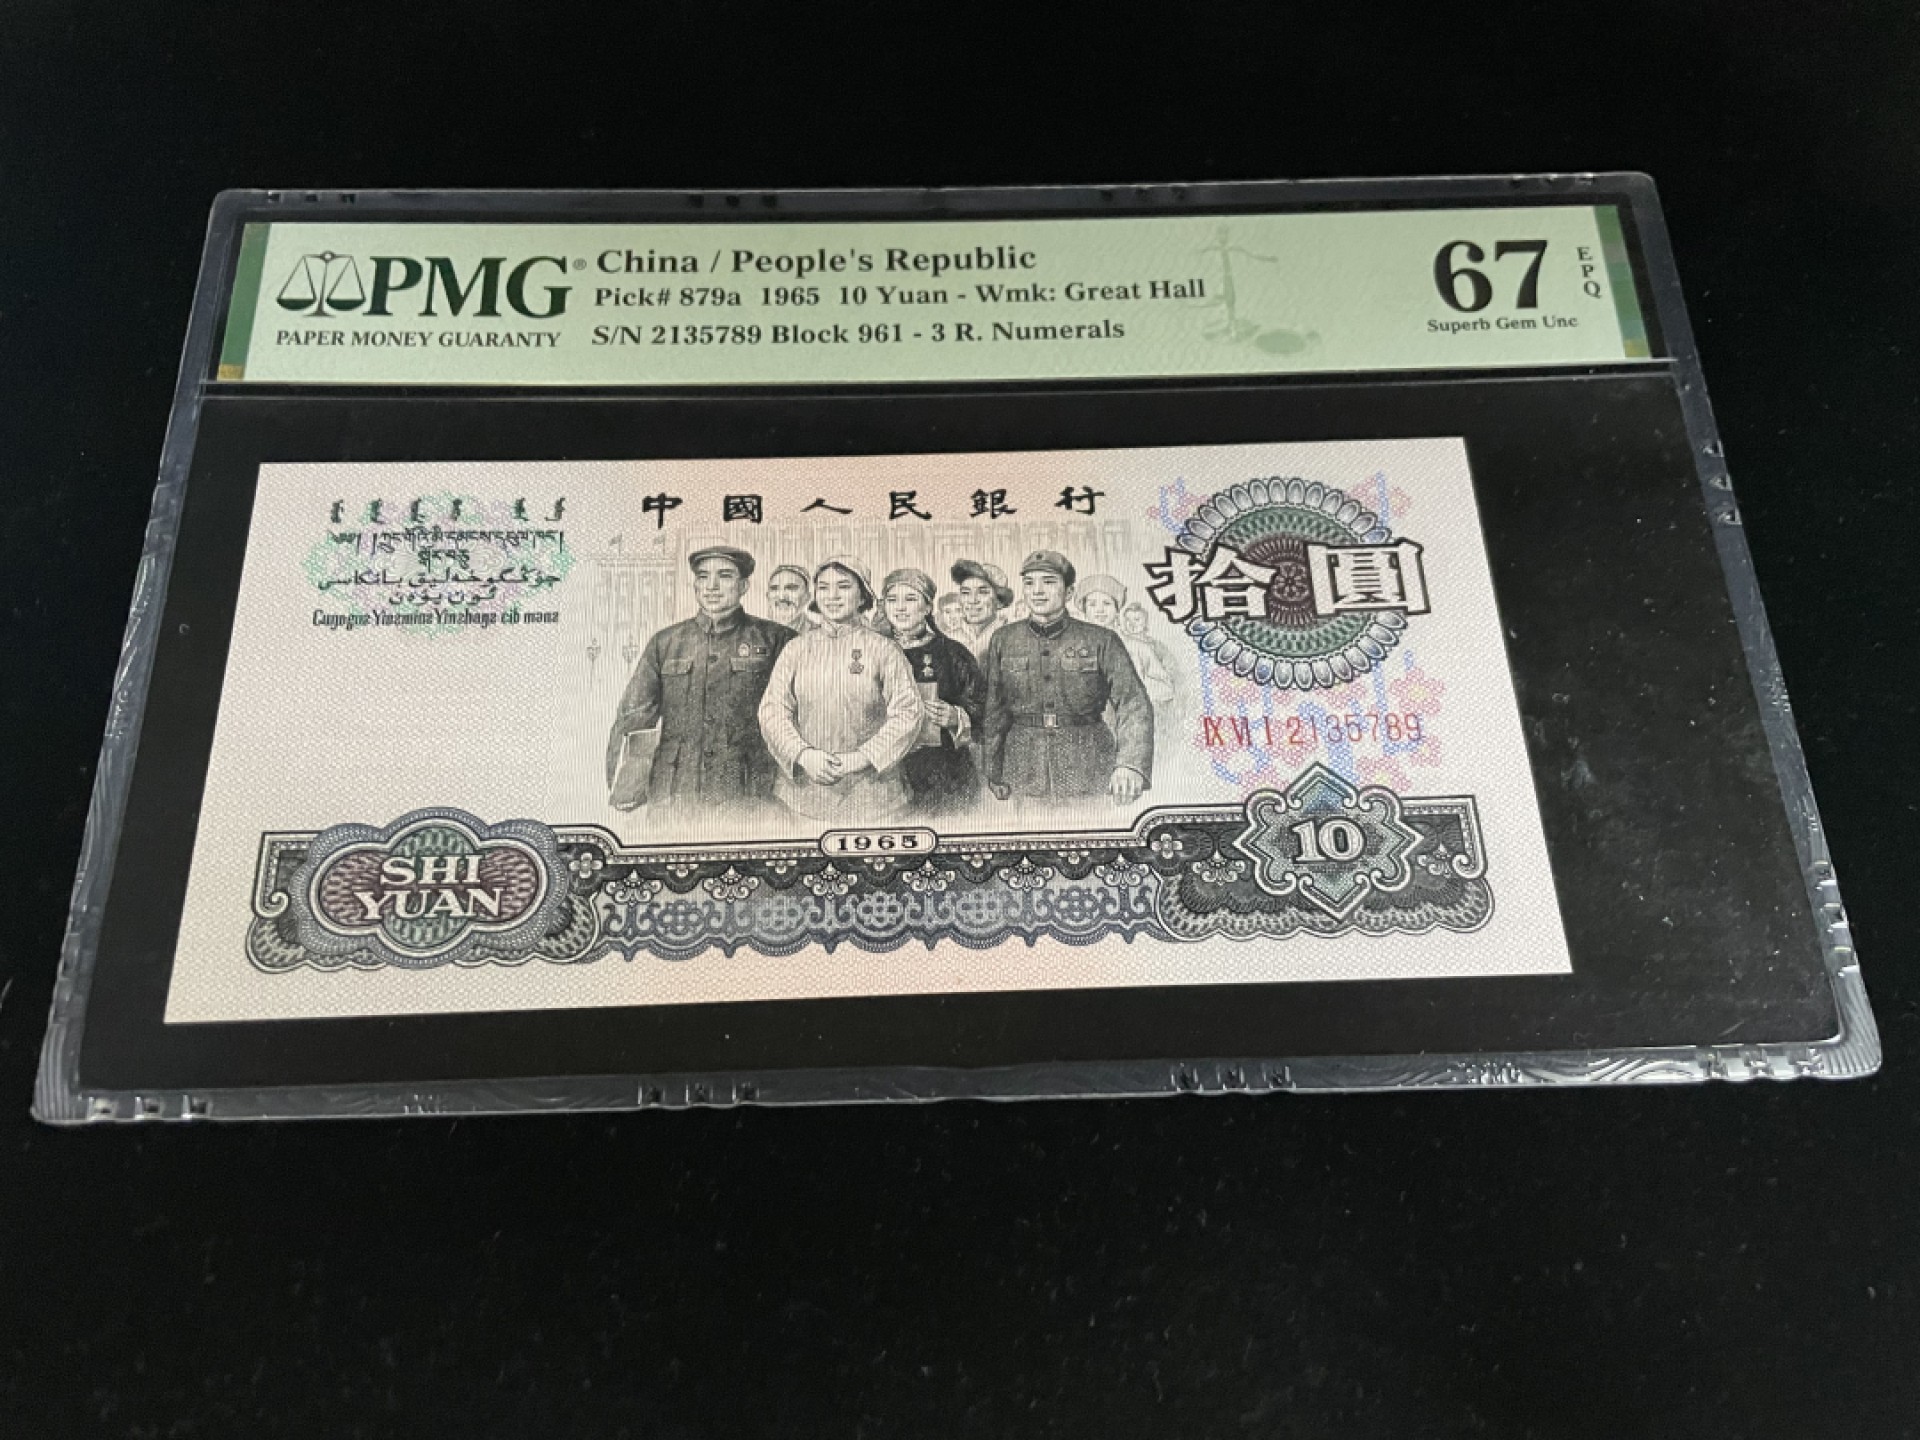 PMG®
PAPER MONEY GUARANTY
China / People's Republic
Pick# 879a 1965 10 Yuan - Wmk: Great Hall
S/N 2135789 Block 961 - 3 R. Numerals
67
EPQ
Superb Gem Unc
中國人民銀行
拾圓
IX VI I 2135789
1965
SHI
YUAN
10